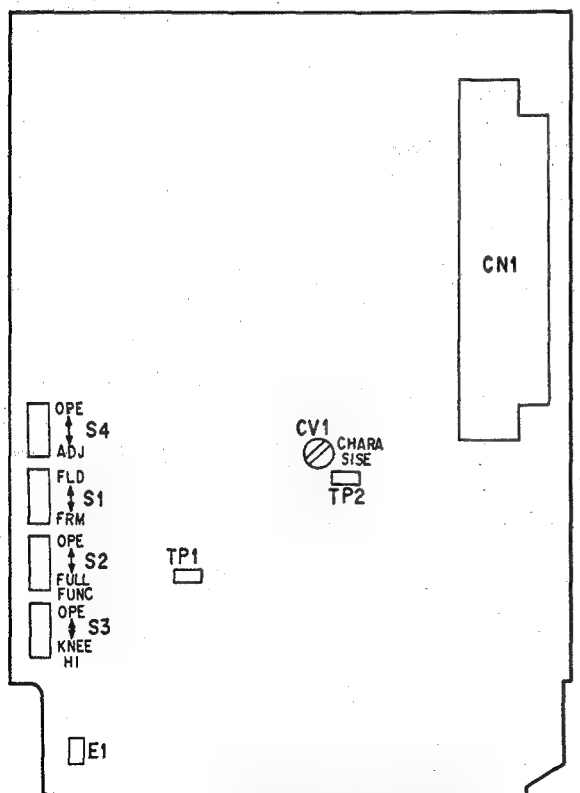 CN1
OPE
S4
ADJ
CV1
CHARA
SISE
TP2
FLD
S1
FRM
OPE
S2
FULL
FUNC
TP1
OPE
S3
KNEE
HI
E1